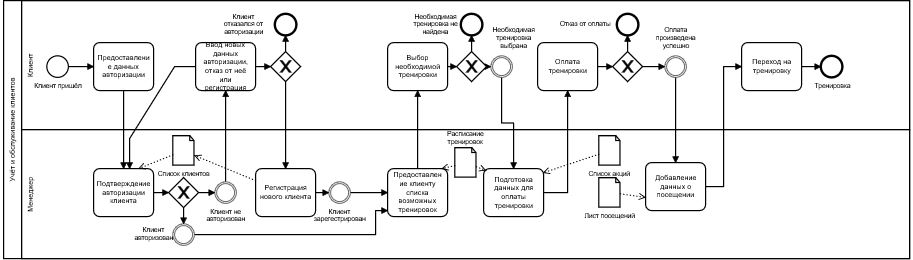 Учёт и обслуживание клиентов
Клиент
Клиент пришёл
Предоставлени
е данных
авторизации
Ввод новых
данных
авторизации,
отказ от неё
или
регистрация
Клиент
отказался от
авторизации
Выбор
необходимой
тренировки
Необходимая
тренировка не
найдена
Необходимая
тренировка
выбрана
Оплата
тренировки
Отказ от оплаты
Оплата
произведена
успешно
Переход на
тренировку
Тренировка
Менеджер
Подтверждение
авторизации
клиента
Список клиентов
Клиент не
авторизован
Клиент
авторизован
Регистрация
нового клиента
Клиент
зарегестрирован
Предоставлен
ие клиенту
списка
возможных
тренировок
Расписание
тренировок
Подготовка
данных для
оплаты
тренировки
Список акций
Лист посещений
Добавление
данных о
посещении